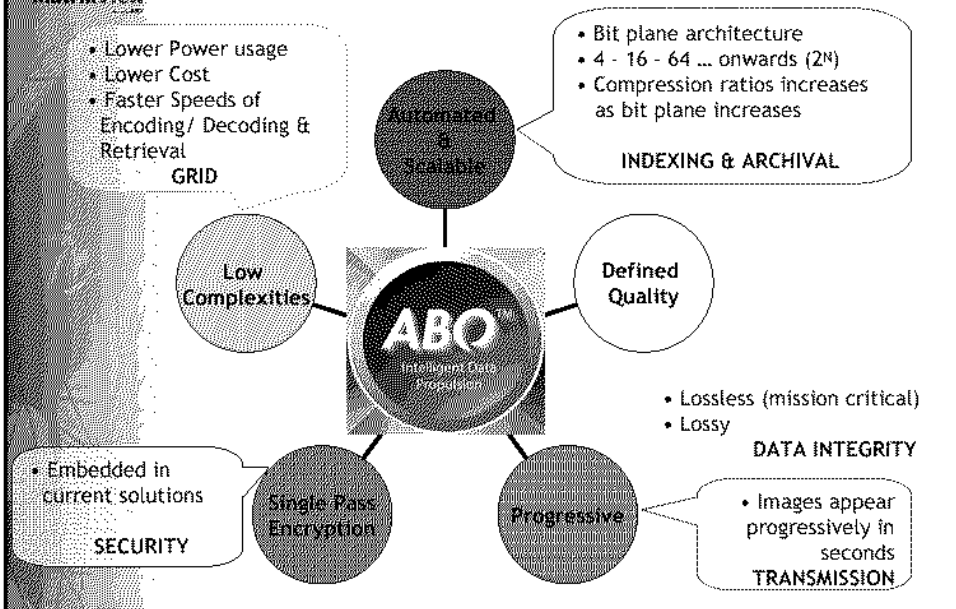 • Lower Power usage
• Lower Cost
• Faster Speeds of
Encoding/ Decoding &
Retrieval
GRID
• Bit plane architecture
• 4 - 16 - 64 ... onwards (2ᴺ)
• Compression ratios increases
as bit plane increases
INDEXING & ARCHIVAL
Automated
&
Scalable
Low
Complexities
Defined
Quality
ABO™
Intelligent Data
Propulsion
• Lossless (mission critical)
• Lossy
DATA INTEGRITY
• Embedded in
current solutions
SECURITY
Single Pass
Encryption
Progressive
• Images appear
progressively in
seconds
TRANSMISSION